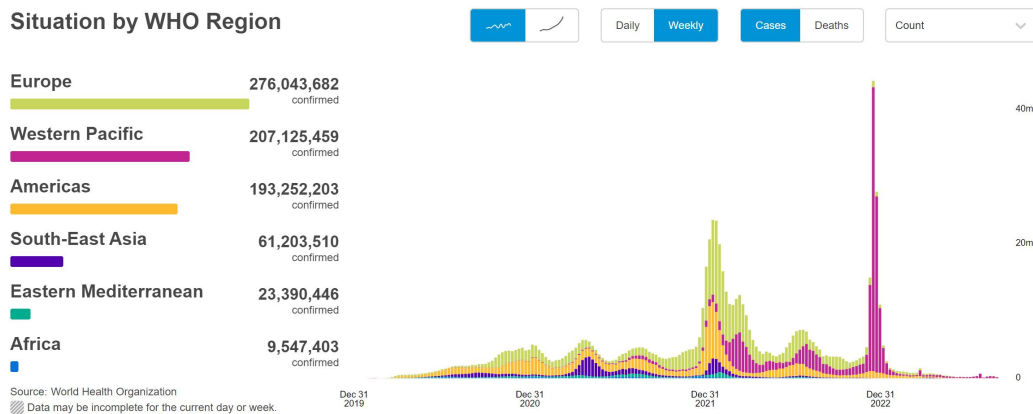 Situation by WHO Region
Daily
Weekly
Cases
Deaths
Count
Europe
276,043,682
confirmed
Western Pacific
207,125,459
confirmed
Americas
193,252,203
confirmed
South-East Asia
61,203,510
confirmed
Eastern Mediterranean
23,390,446
confirmed
Africa
9,547,403
confirmed
Source: World Health Organization
Data may be incomplete for the current day or week.
40m
20m
0
Dec 31
2019
Dec 31
2020
Dec 31
2021
Dec 31
2022